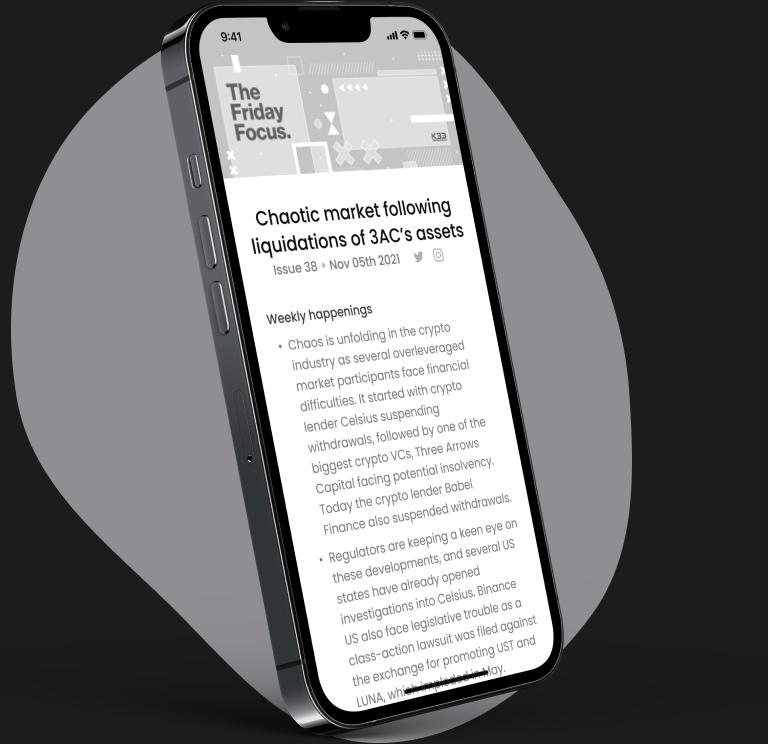 9:41
The
Friday
Focus.
K33
Chaotic market following
liquidations of 3AC's assets
Issue 38 • Nov 05th 2021
Weekly happenings
• Chaos is unfolding in the crypto
industry as several overleveraged
market participants face financial
difficulties. It started with crypto
lender Celsius suspending
withdrawals, followed by one of the
biggest crypto VCs, Three Arrows
Capital facing potential insolvency.
Today the crypto lender Babel
Finance also suspended withdrawals.
• Regulators are keeping a keen eye on
these developments, and several US
states have already opened
investigations into Celsius. Binance
US also face legislative trouble as a
class-action lawsuit was filed against
the exchange for promoting UST and
LUNA, which imploded in May.